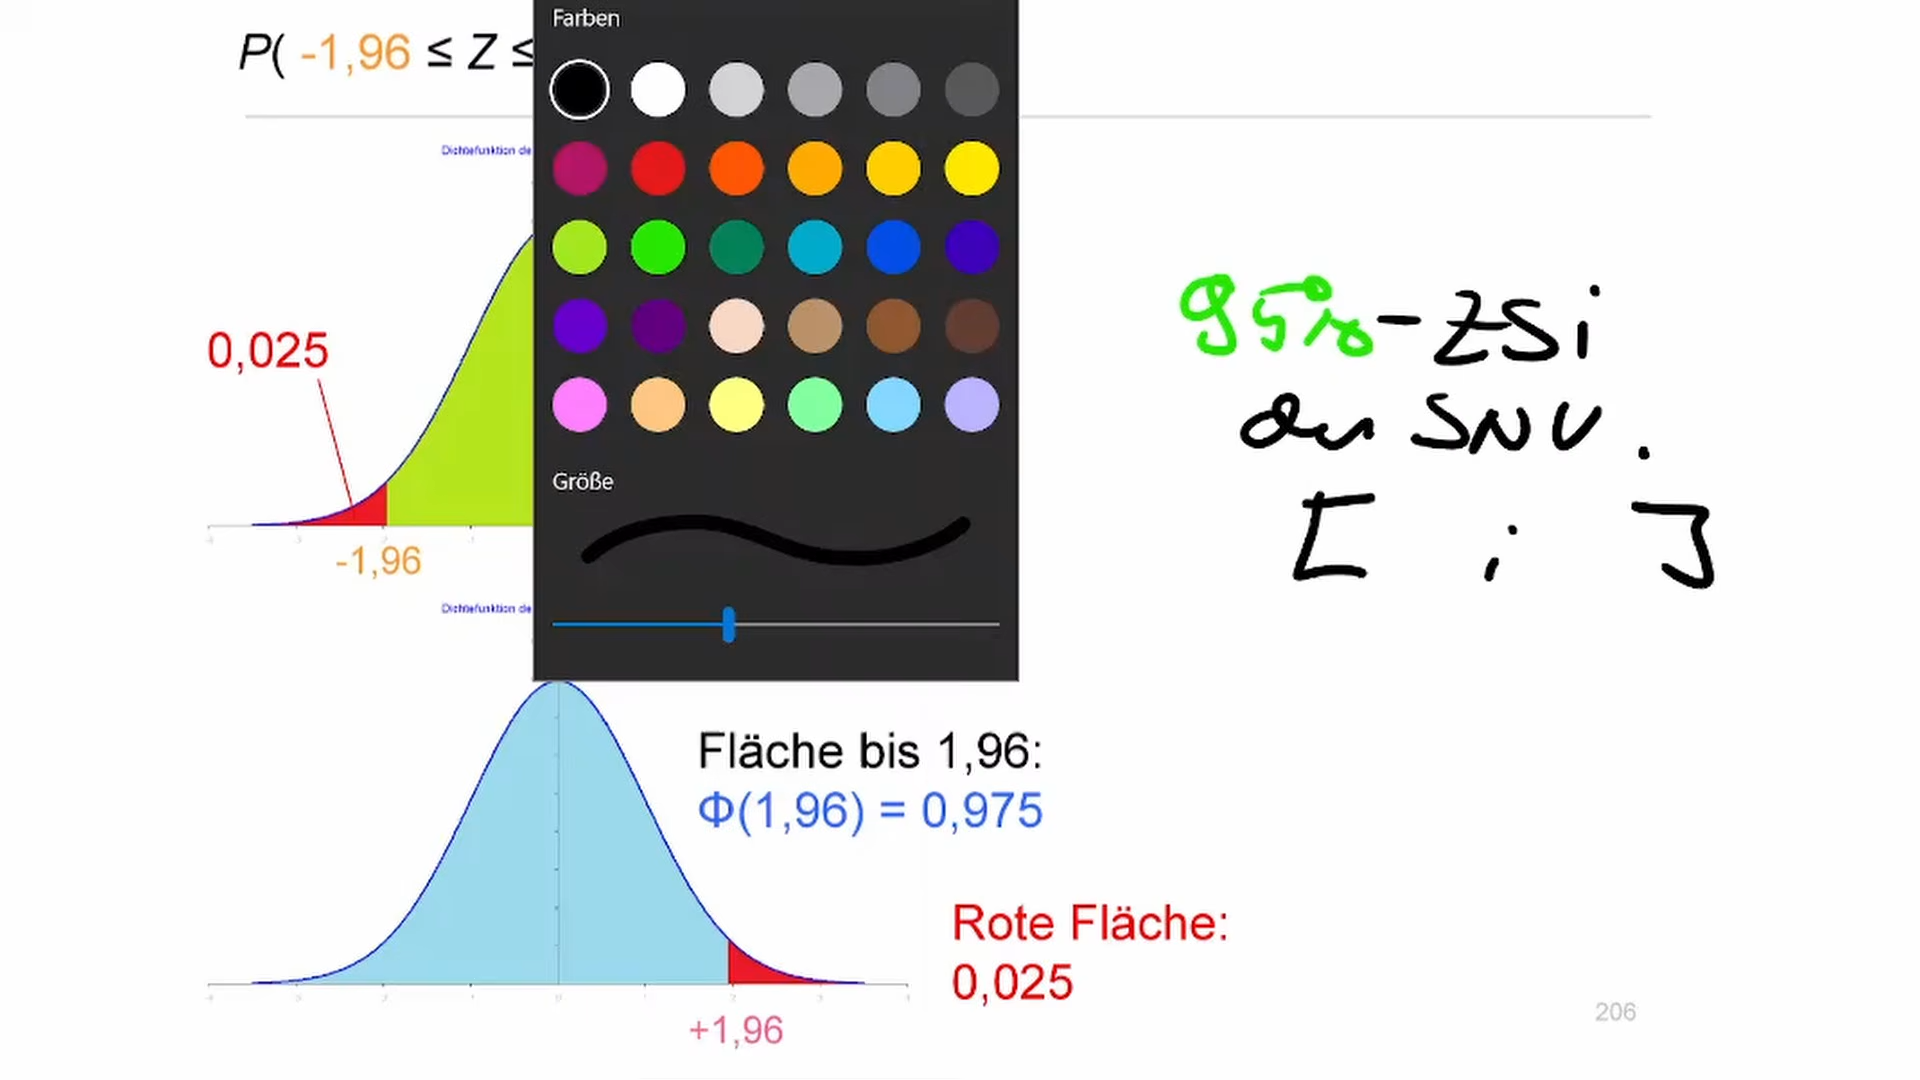 P( -1,96 ≤ Z ≤
Farben
Dichtefunktion de
0,025
-1,96
Größe
95%-ZSI
der SNV.
[ ; ]
Dichtefunktion de
Fläche bis 1,96:
Φ(1,96) = 0,975
Rote Fläche:
0,025
+1,96
206